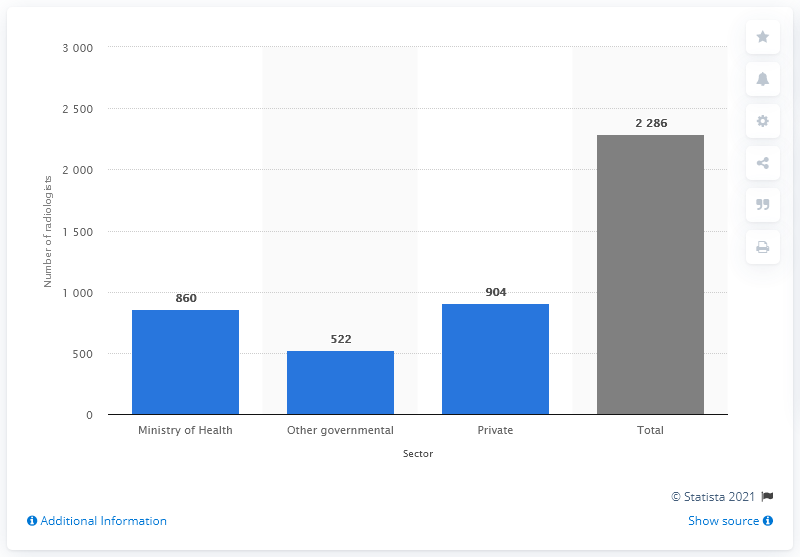 3 000
2 500
2 000
1 500
1 000
500
0
Number of radiologists
860
522
904
2 286
Ministry of Health
Other governmental
Private
Total
Sector
© Statista 2021
Additional Information
Show source